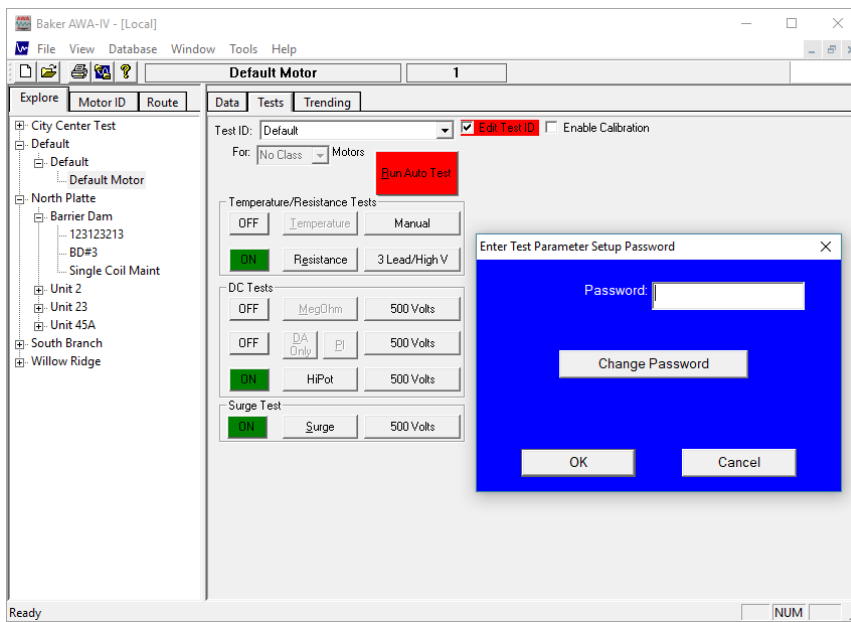 Baker AWA-IV - [Local]
File View Database Window Tools Help
Default Motor 1
Explore Motor ID Route
Data Tests Trending
City Center Test
Default
Default
Default Motor
North Platte
Barrier Dam
123123213
BD#3
Single Coil Maint
Unit 2
Unit 23
Unit 45A
South Branch
Willow Ridge
Test ID: Default Edit Test ID Enable Calibration
For: No Class Motors
Run Auto Test
Temperature/Resistance Tests
OFF Temperature Manual
ON Resistance 3 Lead/High V
DC Tests
OFF MegOhm 500 Volts
OFF DA Only PI 500 Volts
ON HiPot 500 Volts
Surge Test
ON Surge 500 Volts
Enter Test Parameter Setup Password
Password:
Change Password
OK Cancel
Ready NUM